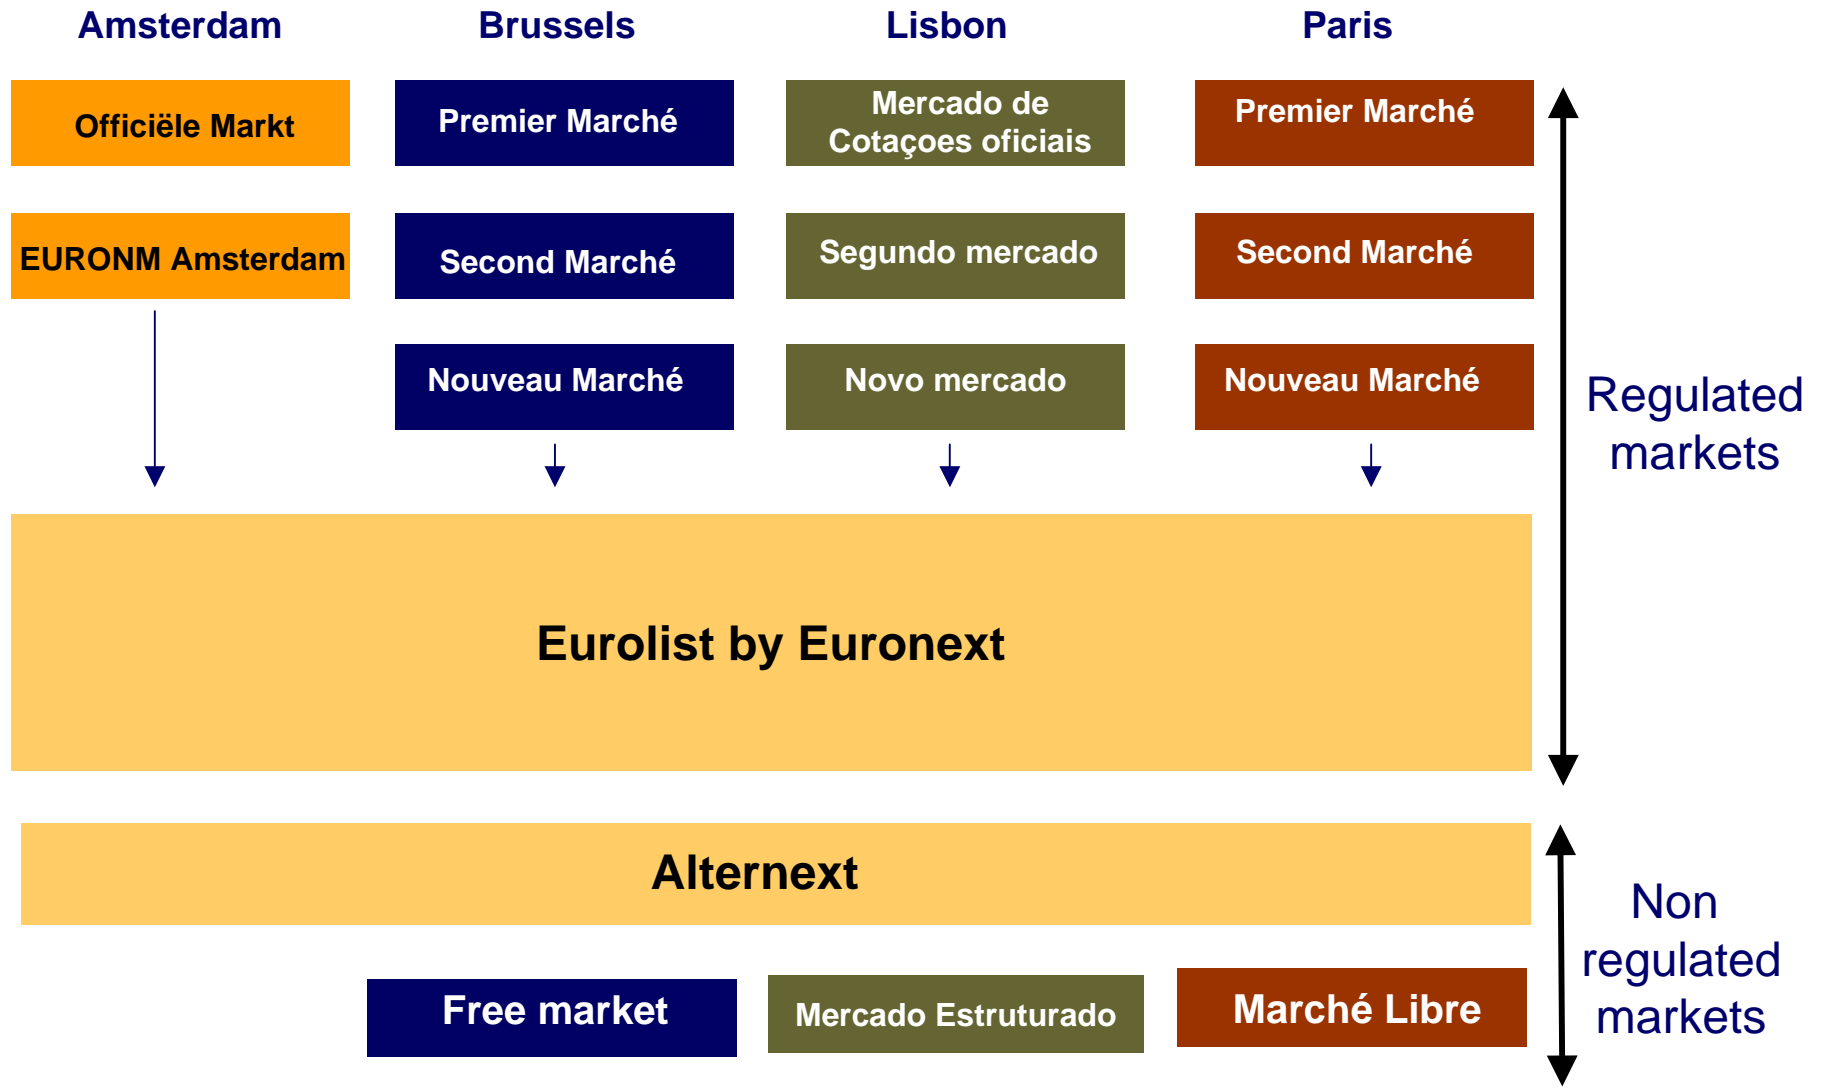 Amsterdam
Brussels
Lisbon
Paris
Officiële Markt
Premier Marché
Mercado de
Cotaçoes oficiais
Premier Marché
EURONM Amsterdam
Second Marché
Segundo mercado
Second Marché
Nouveau Marché
Novo mercado
Nouveau Marché
Regulated
markets
Eurolist by Euronext
Alternext
Non
regulated
markets
Free market
Mercado Estruturado
Marché Libre